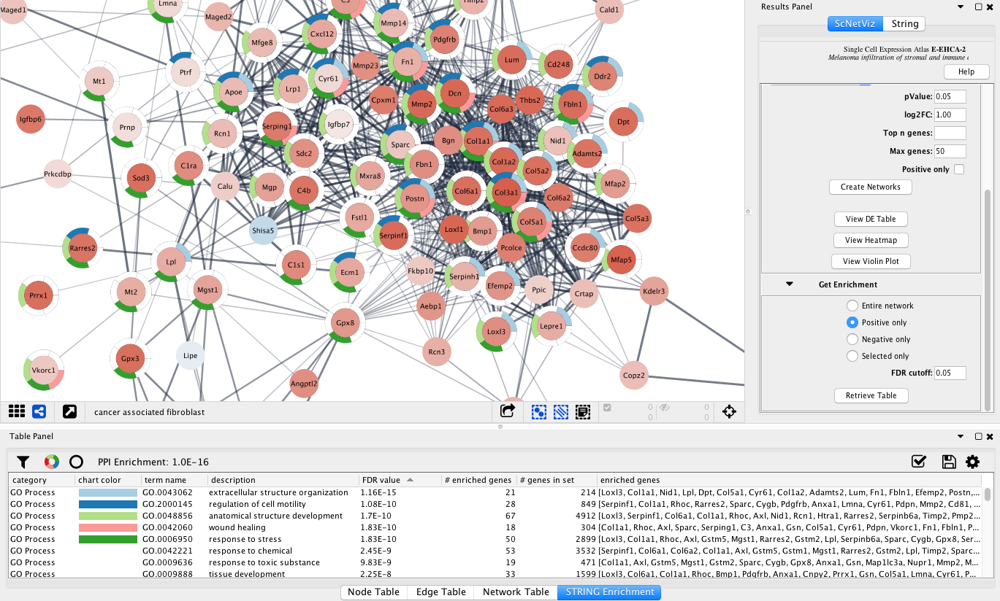 Maged1
Lmna
Maged2
C3
Cxcl12
Mfge8
Mmp14
Pdgfrb
Cald1
Mt1
Ptrf
Apoe
Lrp1
Cyr61
Mmp23
Fn1
Lum
Cd248
Ddr2
Igfbp6
Prnp
Rcn1
Serping1
Igfbp7
Cpxm1
Mmp2
Dcn
Col6a3
Thbs2
Fbln1
Dpt
Sparc
Bgn
Col1a1
Nid1
Adamts2
Prkcdbp
Sod3
C1ra
Sdc2
Fbn1
Col1a2
Col5a2
Calu
Mgp
C4b
Mxra8
Postn
Col6a1
Col3a1
Col6a2
Mfap2
Shisa5
Fstl1
Serpinf1
Loxl1
Bmp1
Col5a1
Col5a3
Rarres2
Lpl
C1s1
Ecm1
Fkbp10
Serpinh1
Pcolce
Ccdc80
Mfap5
Efemp2
Ppic
Crtap
Kdelr3
Prrx1
Mt2
Mgst1
Gpx8
Aebp1
Loxl3
Lepre1
Vkorc1
Gpx3
Lipe
Angptl2
Rcn3
Copz2
cancer associated fibroblast
0
0
0
0
Results Panel
ScNetViz String
Single Cell Expression Atlas E-EHCA-2
Melanoma infiltration of stromal and immune c
Help
pValue: 0.05
log2FC: 1.00
Top n genes:
Max genes: 50
Positive only
Create Networks
View DE Table
View Heatmap
View Violin Plot
Get Enrichment
Entire network
Positive only
Negative only
Selected only
FDR cutoff: 0.05
Retrieve Table
Table Panel
PPI Enrichment: 1.0E-16
category chart color term name description FDR value # enriched genes # genes in set enriched genes
GO Process GO.0043062 extracellular structure organization 1.16E-15 21 214 [Loxl3, Col1a1, Nid1, Lpl, Dpt, Col5a1, Cyr61, Col1a2, Adamts2, Lum, Fn1, Fbln1, Efemp2, Postn,...
GO Process GO.2000145 regulation of cell motility 1.08E-10 28 849 [Serpinf1, Col1a1, Rhoc, Rarres2, Sparc, Cygb, Pdgfrb, Anxa1, Lmna, Cyr61, Pdpn, Mmp2, Cd81, ...
GO Process GO.0048856 anatomical structure development 1.7E-10 67 4912 [Loxl3, Serpinf1, Col6a1, Col1a1, Rhoc, Axl, Nid1, Rcn1, Htra1, Rarres2, Serpinb6a, Timp2, Pmp2...
GO Process GO.0042060 wound healing 1.83E-10 18 304 [Col1a1, Rhoc, Axl, Sparc, Serping1, C3, Anxa1, Gsn, Col5a1, Cyr61, Pdpn, Vkorc1, Fn1, Fbln1, P...
GO Process GO.0006950 response to stress 1.83E-10 50 2899 [Loxl3, Col1a1, Rhoc, Axl, Gstm5, Mgst1, Rarres2, Gstm2, Lpl, Serpinb6a, Sparc, Cygb, Gpx8, Ser...
GO Process GO.0042221 response to chemical 2.45E-9 53 3532 [Serpinf1, Col6a1, Col6a2, Col1a1, Axl, Gstm5, Gstm1, Mgst1, Rarres2, Gstm2, Lpl, Timp2, Sparc...
GO Process GO.0009636 response to toxic substance 9.83E-9 19 471 [Col1a1, Axl, Gstm5, Mgst1, Gstm2, Sparc, Cygb, Gpx8, Anxa1, Gsn, Map1lc3a, Nupr1, Mmp2, M...
GO Process GO.0009888 tissue development 2.25E-8 33 1599 [Loxl3, Col6a1, Col1a1, Rhoc, Bmp1, Pdgfrb, Anxa1, Cnpy2, Prrx1, Gsn, Col5a1, Lmna, Cyr61, P...
Node Table Edge Table Network Table STRING Enrichment